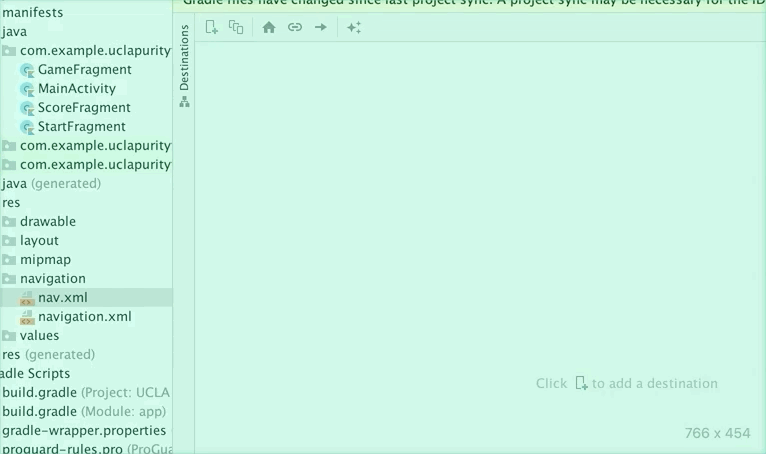 Gradle files have changed since last project sync. A project sync may be necessary for the ID
manifests
java
com.example.uclapurity
GameFragment
MainActivity
ScoreFragment
StartFragment
com.example.uclapurity
com.example.uclapurity
java (generated)
res
drawable
layout
mipmap
navigation
nav.xml
navigation.xml
values
res (generated)
adle Scripts
build.gradle (Project: UCLA
build.gradle (Module: app)
gradle-wrapper.properties
proguard-rules.pro (ProGua
Destinations
Click to add a destination
766 x 454